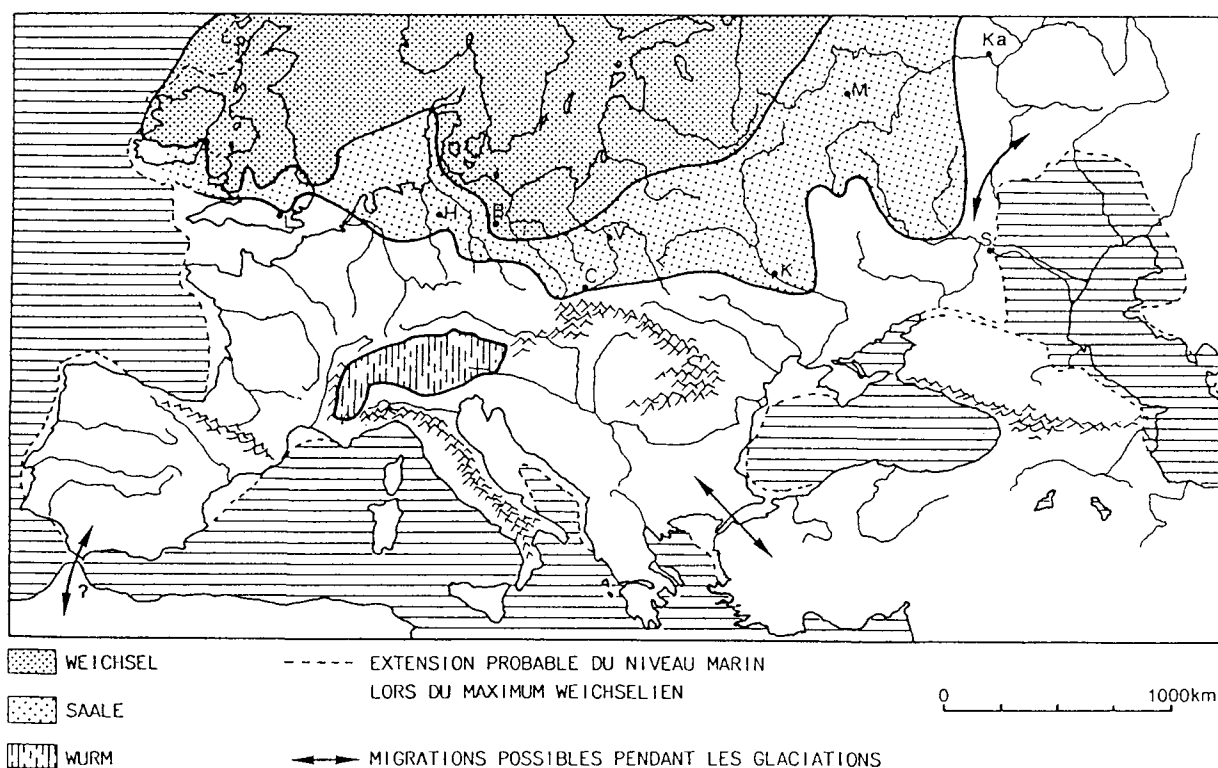 Ka
M
L
H
B
V
C
K
S
?
WEICHSEL
SAALE
WURM
EXTENSION PROBABLE DU NIVEAU MARIN
LORS DU MAXIMUM WEICHSELIEN
MIGRATIONS POSSIBLES PENDANT LES GLACIATIONS
0 1000km